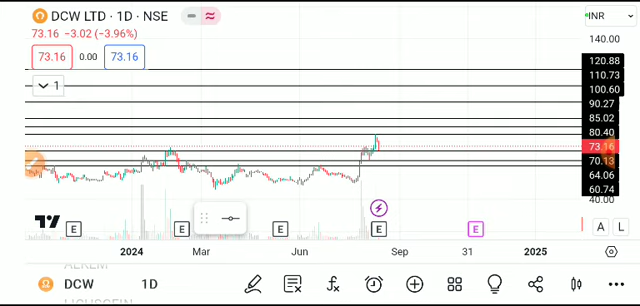 DCW LTD · 1D · NSE
INR
73.16 −3.02 (−3.96%)
73.16 0.00 73.16
1
140.00
120.88
110.73
100.60
90.27
85.02
80.40
73.16
70.13
64.06
60.74
40.00
E E E E E
A L
2024 Mar Jun Sep 31 2025
DCW 1D